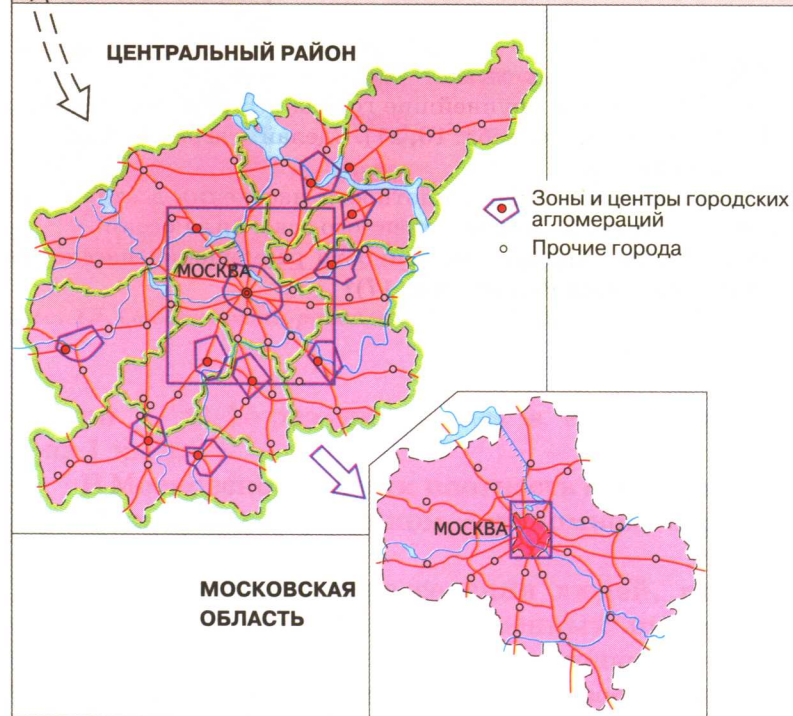 ЦЕНТРАЛЬНЫЙ РАЙОН
Зоны и центры городских
агломераций
Прочие города
МОСКВА
МОСКВА
МОСКОВСКАЯ
ОБЛАСТЬ